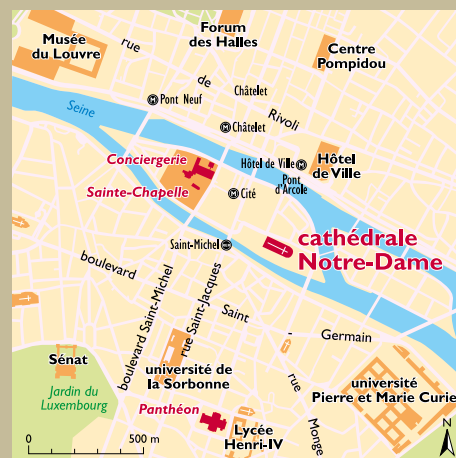 Musée
du Louvre
rue
de
Rivoli
Forum
des Halles
Centre
Pompidou
Seine
Pont Neuf
Châtelet
Châtelet
Conciergerie
Sainte-Chapelle
Hôtel de Ville
Hôtel
de Ville
Pont
d'Arcole
Cité
Saint-Michel
cathédrale
Notre-Dame
boulevard
Saint
Germain
boulevard Saint-Michel
rue Saint-Jacques
Sénat
Jardin du
Luxembourg
université de
la Sorbonne
Panthéon
Lycée
Henri-IV
rue
Monge
université
Pierre et Marie Curie
0
500 m
N